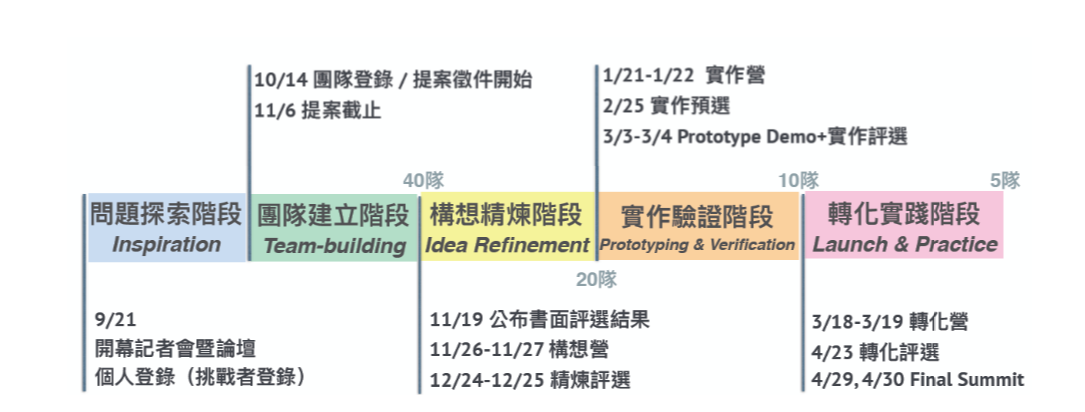 10/14 團隊登錄 / 提案徵件開始
11/6 提案截止
1/21-1/22 實作營
2/25 實作預選
3/3-3/4 Prototype Demo+實作評選
40隊
10隊
5隊
問題探索階段
Inspiration
團隊建立階段
Team-building
構想精煉階段
Idea Refinement
實作驗證階段
Prototyping & Verification
轉化實踐階段
Launch & Practice
20隊
9/21
開幕記者會暨論壇
個人登錄（挑戰者登錄）
11/19 公布書面評選結果
11/26-11/27 構想營
12/24-12/25 精煉評選
3/18-3/19 轉化營
4/23 轉化評選
4/29, 4/30 Final Summit